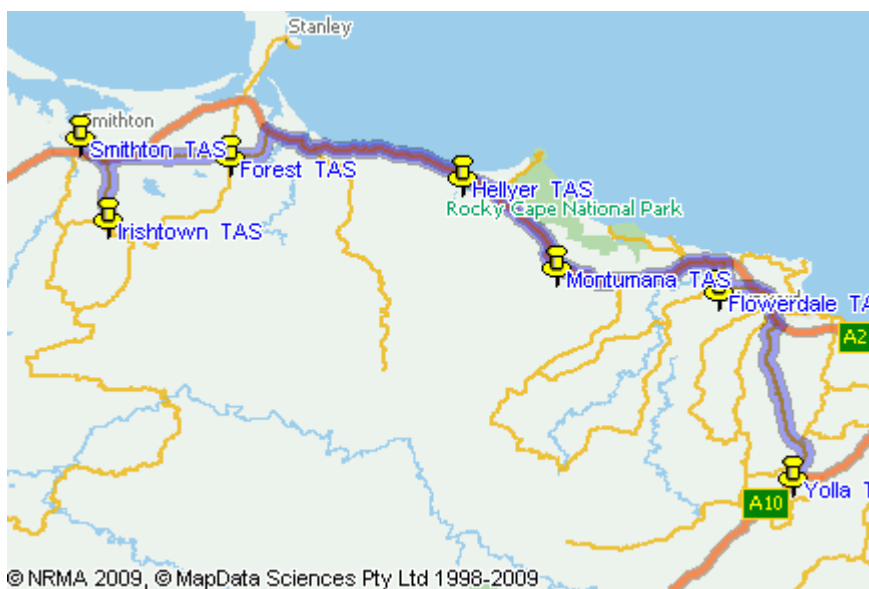 Stanley
Smithton
Smithton TAS
Forest TAS
Irishtown TAS
Hellyer TAS
Rocky Cape National Park
Montumana TAS
Flowerdale TA
A2
Yolla T
A10
© NRMA 2009, © MapData Sciences Pty Ltd 1998-2009